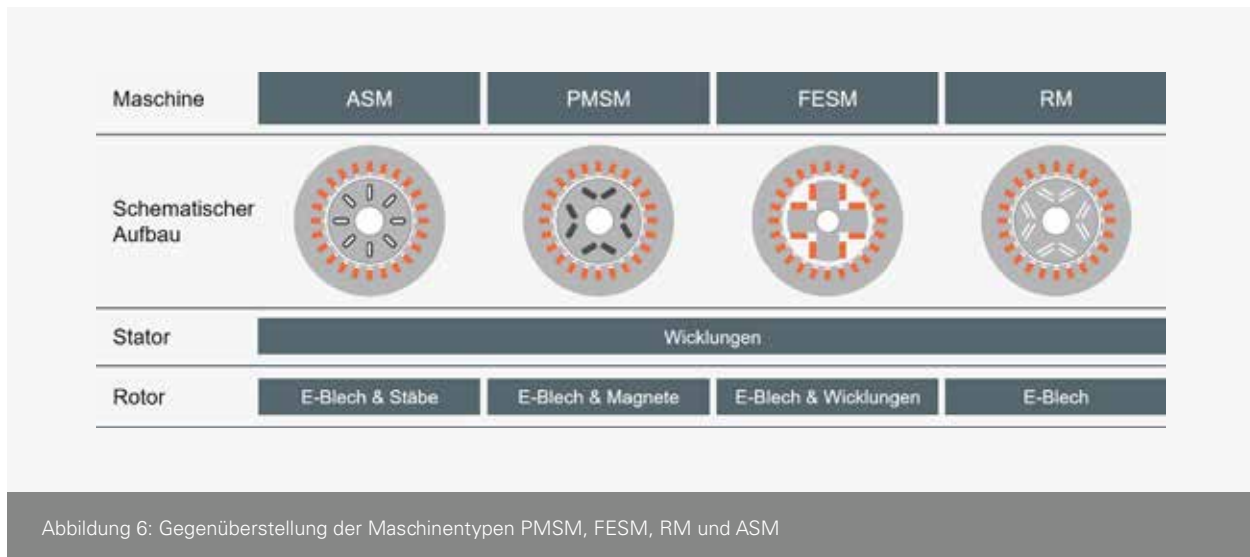 Maschine ASM PMSM FESM RM
Schematischer
Aufbau
Stator Wicklungen
Rotor E-Blech & Stäbe E-Blech & Magnete E-Blech & Wicklungen E-Blech
Abbildung 6: Gegenüberstellung der Maschinentypen PMSM, FESM, RM und ASM